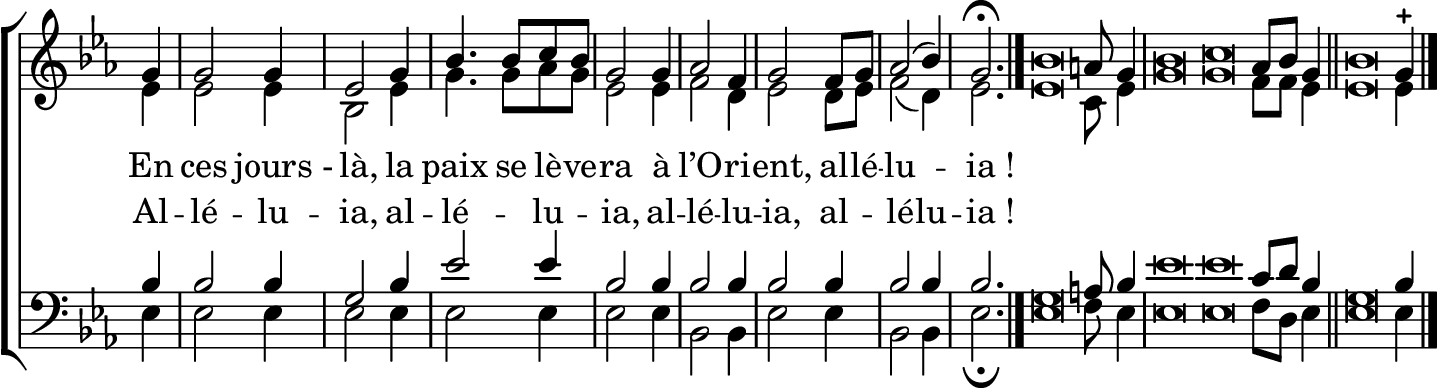 En ces jours - là, la paix se lèvera à l’Orient, allé -- lu -- ia !
Al -- lé -- lu -- ia, al -- lé -- lu -- ia, al -- lé -- lu -- ia, al -- lélu -- ia !